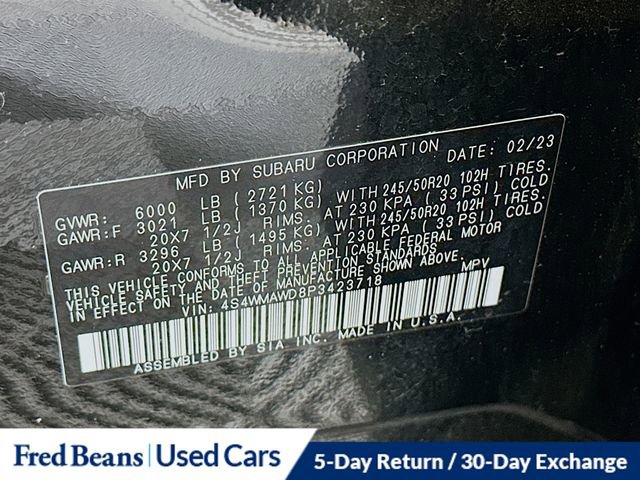 MFD BY SUBARU CORPORATION DATE: 02/23
GVWR: 6000 LB (2721 KG)
GAWR:F 3021 LB (1370 KG) WITH 245/50R20 102H TIRES.
20X7 1/2J RIMS. AT 230 KPA (33 PSI) COLD
GAWR:R 3296 LB (1495 KG) WITH 245/50R20 102H TIRES.
20X7 1/2J RIMS. AT 230 KPA (33 PSI) COLD
THIS VEHICLE CONFORMS TO ALL APPLICABLE FEDERAL MOTOR
VEHICLE SAFETY AND THEFT PREVENTION STANDARDS
IN EFFECT ON THE DATE OF MANUFACTURE SHOWN ABOVE.
VIN: 4S4WMAWD8P3423718 MPV
ASSEMBLED BY SIA INC. MADE IN U.S.A.
Fred Beans | Used Cars 5-Day Return / 30-Day Exchange